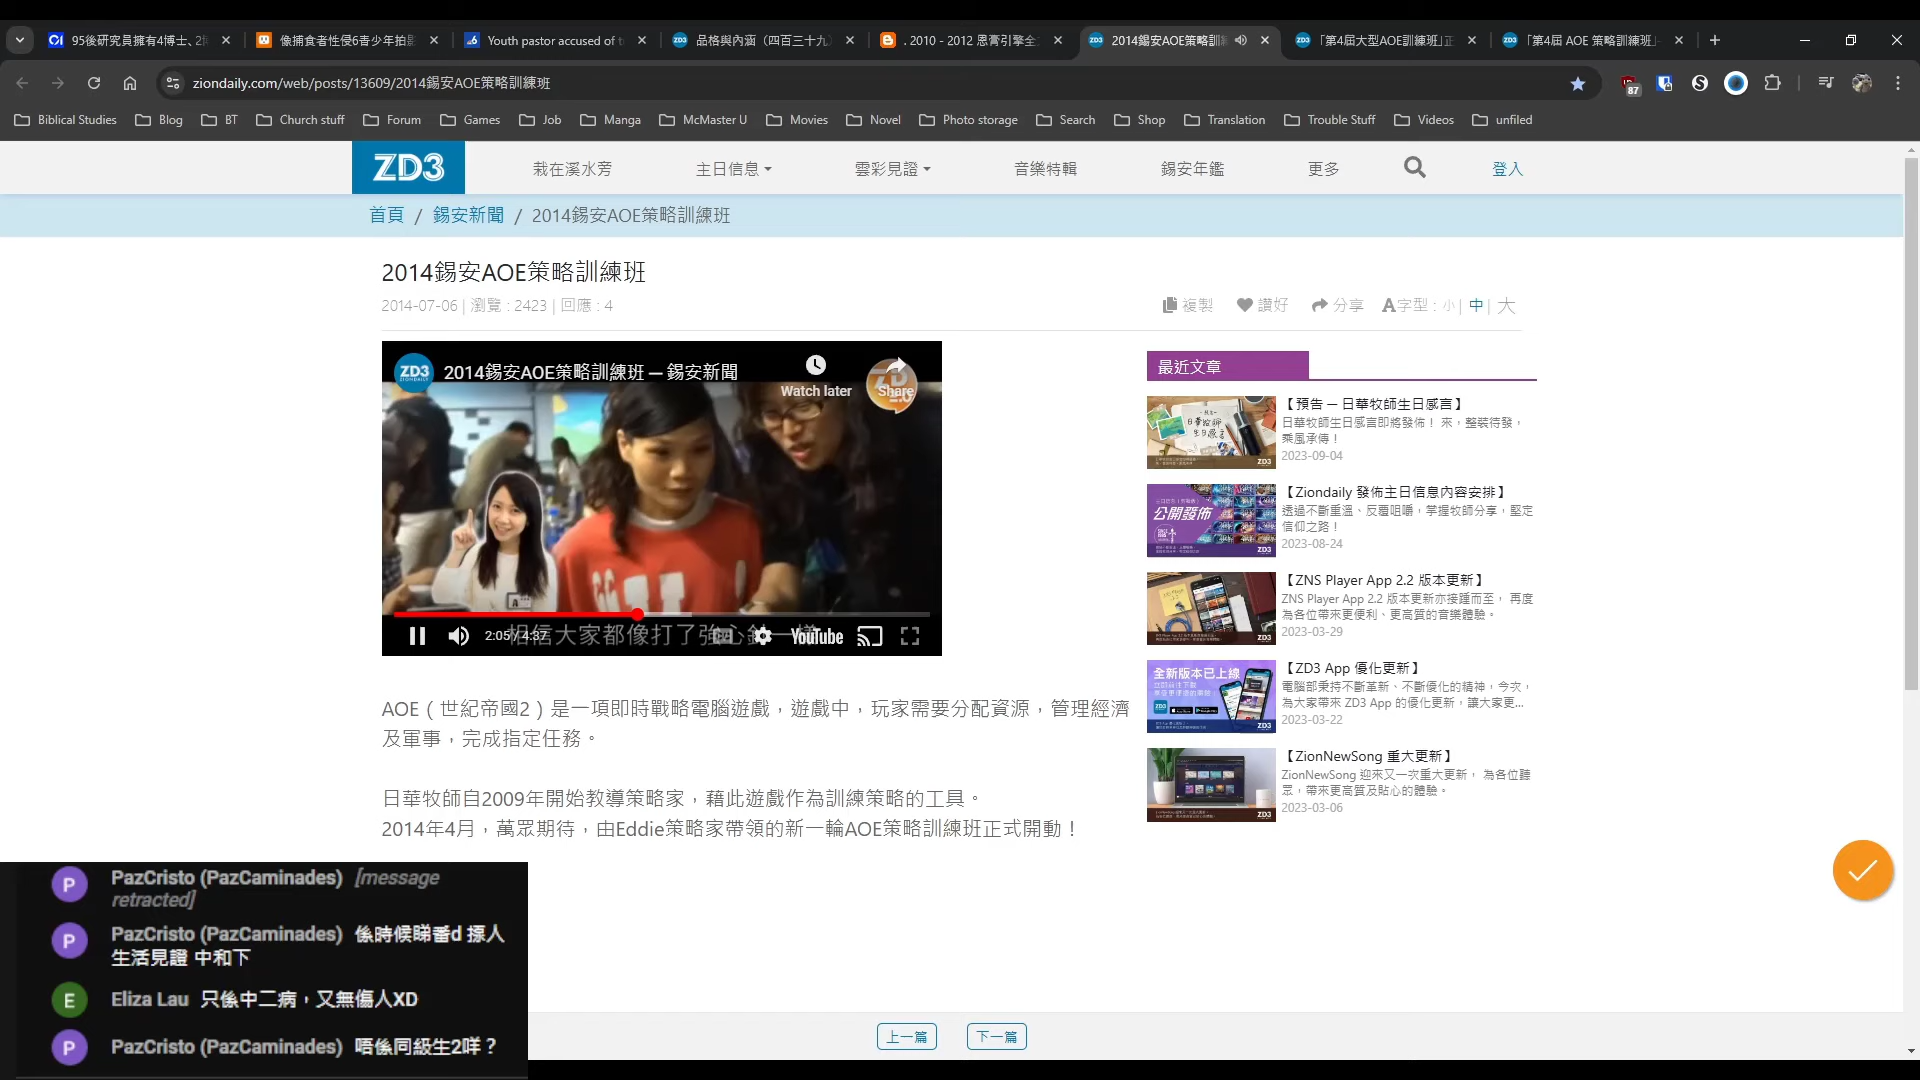 95後研究員擁有4博士、2
像捕食者性侵6青少年拍
Youth pastor accused of
品格與內涵（四百三十九
. 2010 - 2012 恩膏引擎全
2014錫安AOE策略訓
「第4屆大型AOE訓練班」正
「第4屆 AOE 策略訓練班」
ziondaily.com/web/posts/13609/2014錫安AOE策略訓練班
87
Biblical Studies
Blog
BT
Church stuff
Forum
Games
Job
Manga
McMaster U
Movies
Novel
Photo storage
Search
Shop
Translation
Trouble Stuff
Videos
unfiled
ZD3
栽在溪水旁
主日信息
雲彩見證
音樂特輯
錫安年鑑
更多
登入
首頁 / 錫安新聞 / 2014錫安AOE策略訓練班
2014錫安AOE策略訓練班
2014-07-06 | 瀏覽 : 2423 | 回應 : 4
複製
讚好
分享
A字型 : 小 | 中 | 大
ZD3
ZIONDAILY
2014錫安AOE策略訓練班 — 錫安新聞
Watch later
Share
相信大家都像打了強心針一樣
2:05 / 4:37
YouTube
AOE（世紀帝國2）是一項即時戰略電腦遊戲，遊戲中，玩家需要分配資源，管理經濟
及軍事，完成指定任務。
日華牧師自2009年開始教導策略家，藉此遊戲作為訓練策略的工具。
2014年4月，萬眾期待，由Eddie策略家帶領的新一輪AOE策略訓練班正式開動！
最近文章
【預告 — 日華牧師生日感言】
日華牧師生日感言即將發佈！ 來，整裝待發，
乘風承傳！
2023-09-04
公開發佈
【Ziondaily 發佈主日信息內容安排】
透過不斷重溫、反覆咀嚼，掌握牧師分享，堅定
信仰之路！
2023-08-24
【ZNS Player App 2.2 版本更新】
ZNS Player App 2.2 版本更新亦接踵而至， 再度
為各位帶來更便利、更高質的音樂體驗。
2023-03-29
全新版本已上線
【ZD3 App 優化更新】
電腦部秉持不斷革新、不斷優化的精神，今次，
為大家帶來 ZD3 App 的優化更新，讓大家更...
2023-03-22
【ZionNewSong 重大更新】
ZionNewSong 迎來又一次重大更新， 為各位聽
眾，帶來更高質及貼心的體驗。
2023-03-06
P
PazCristo (PazCaminades) [message
retracted]
P
PazCristo (PazCaminades) 係時候睇番d 㨘人
生活見證 中和下
E
Eliza Lau 只係中二病，又無傷人XD
P
PazCristo (PazCaminades) 唔係同級生2咩？
上一篇
下一篇